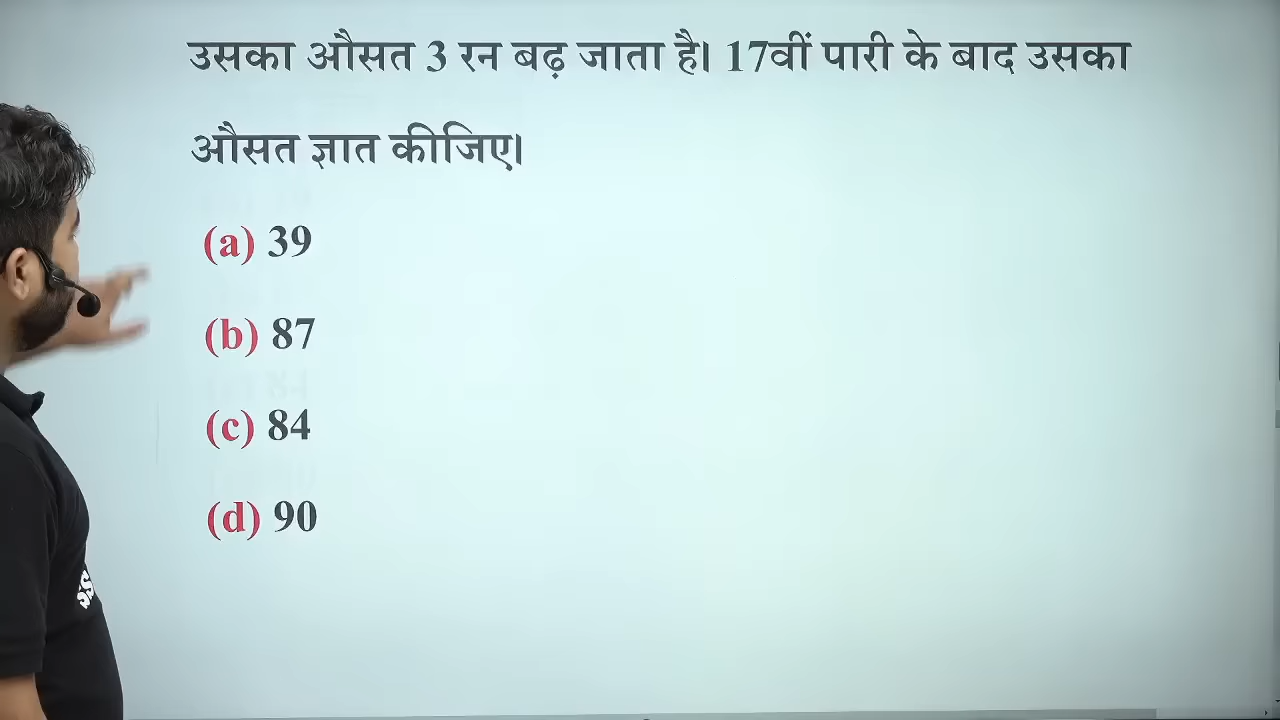 उसका औसत 3 रन बढ़ जाता है। 17वीं पारी के बाद उसका
औसत ज्ञात कीजिए।
(a) 39
(b) 87
(c) 84
(d) 90